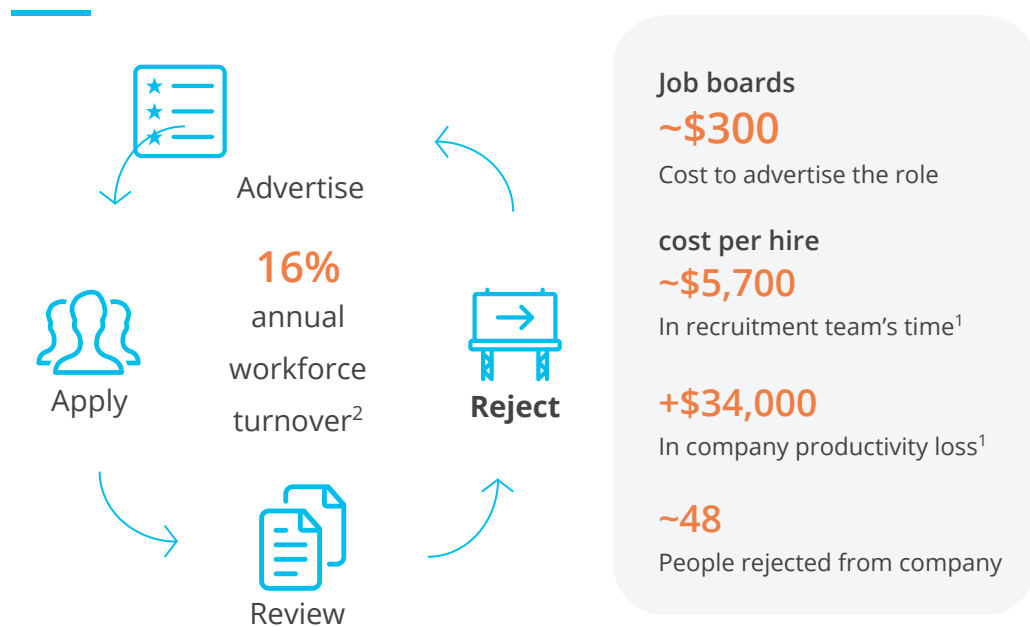 Advertise
16%
annual
workforce
turnover²
Apply
Reject
Review
Job boards
~$300
Cost to advertise the role
cost per hire
~$5,700
In recruitment team’s time¹
+$34,000
In company productivity loss¹
~48
People rejected from company